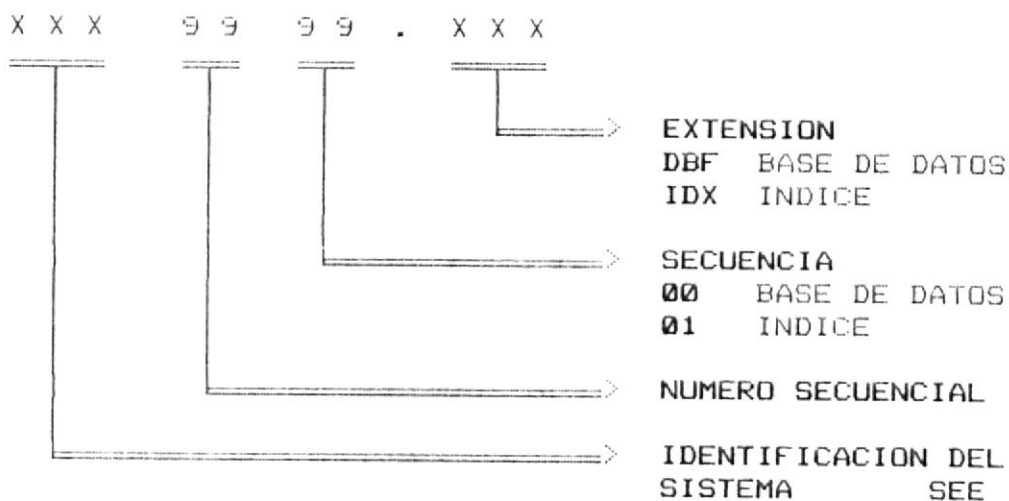 X X X 9 9 9 9 . X X X
EXTENSION
DBF BASE DE DATOS
IDX INDICE
SECUENCIA
00 BASE DE DATOS
01 INDICE
NUMERO SECUENCIAL
IDENTIFICACION DEL
SISTEMA SEE